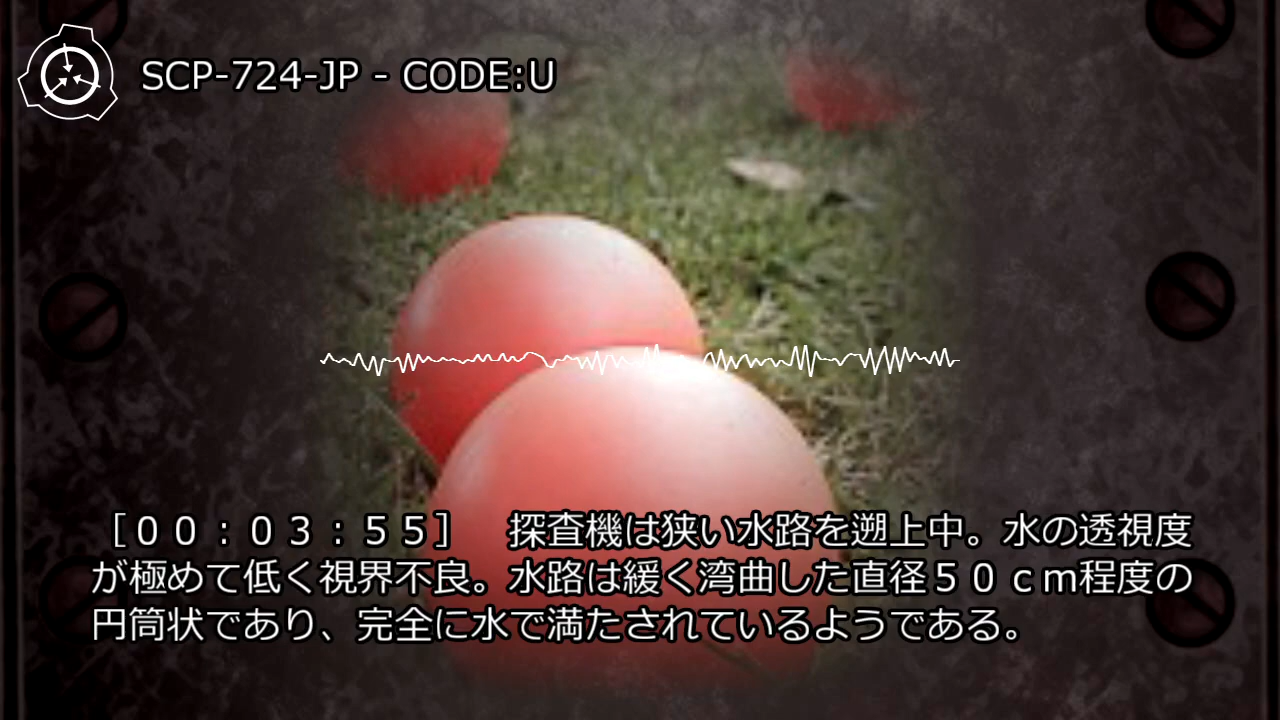 SCP-724-JP - CODE:U
［００：０３：５５］　探査機は狭い水路を遡上中。水の透視度
が極めて低く視界不良。水路は緩く湾曲した直径５０ｃｍ程度の
円筒状であり、完全に水で満たされているようである。